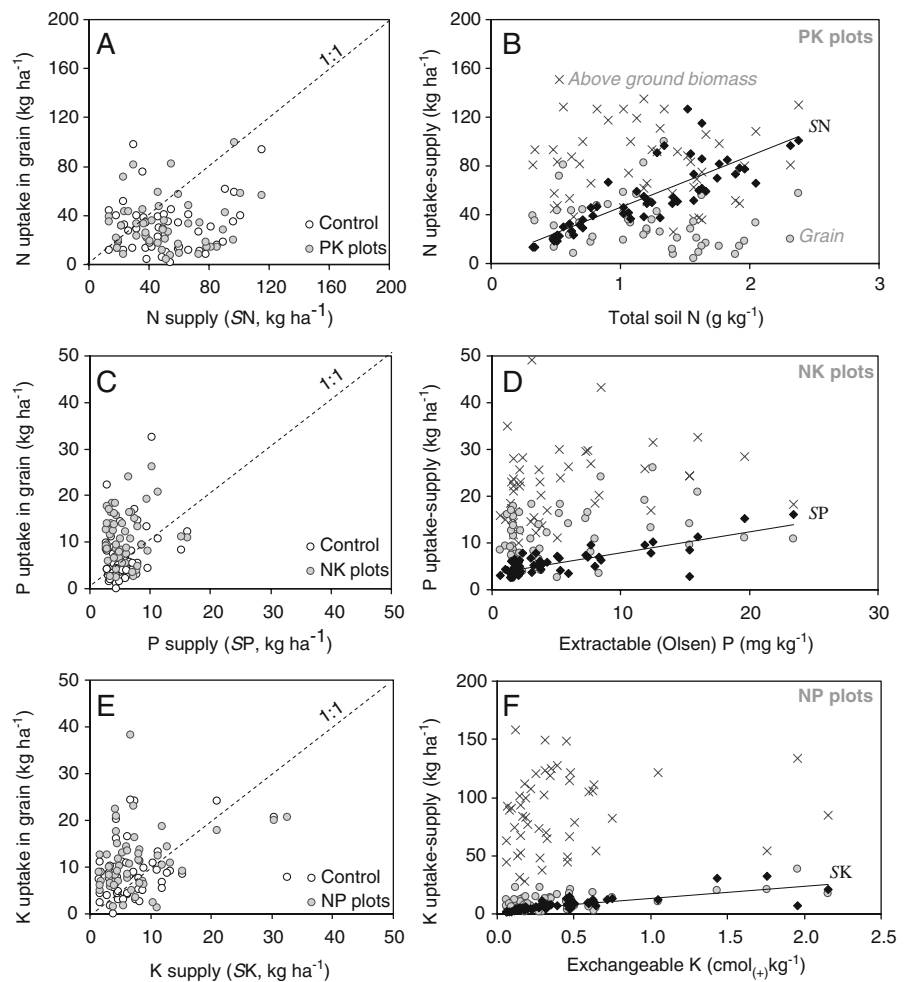 A
N uptake in grain (kg ha⁻¹)
200
160
120
80
40
0
1:1
Control
PK plots
0 40 80 120 160 200
N supply (SN, kg ha⁻¹)
B
PK plots
N uptake-supply (kg ha⁻¹)
200
160
120
80
40
0
Above ground biomass
SN
Grain
0 1 2 3
Total soil N (g kg⁻¹)
C
P uptake in grain (kg ha⁻¹)
50
40
30
20
10
0
1:1
Control
NK plots
0 10 20 30 40 50
P supply (SP, kg ha⁻¹)
D
NK plots
P uptake-supply (kg ha⁻¹)
50
40
30
20
10
0
SP
0 10 20 30
Extractable (Olsen) P (mg kg⁻¹)
E
K uptake in grain (kg ha⁻¹)
50
40
30
20
10
0
1:1
Control
NP plots
0 10 20 30 40 50
K supply (SK, kg ha⁻¹)
F
NP plots
K uptake-supply (kg ha⁻¹)
200
150
100
50
0
SK
0.0 0.5 1.0 1.5 2.0 2.5
Exchangeable K (cmol₍₊₎kg⁻¹)